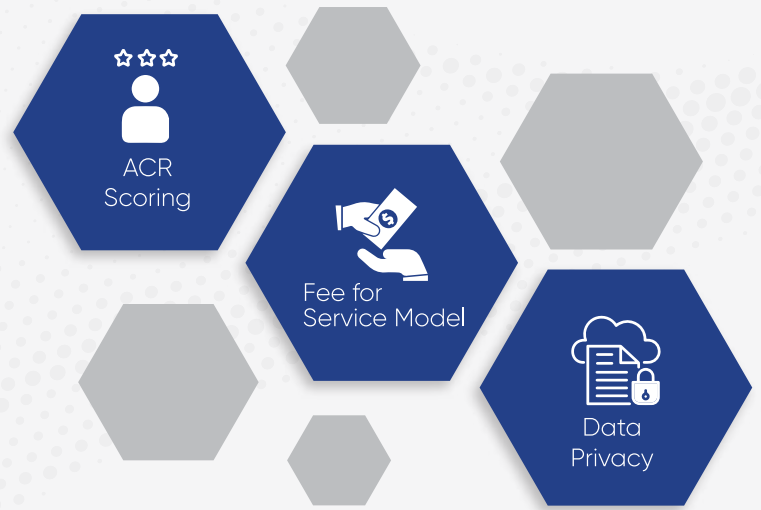 ACR
Scoring
Fee for
Service Model
Data
Privacy